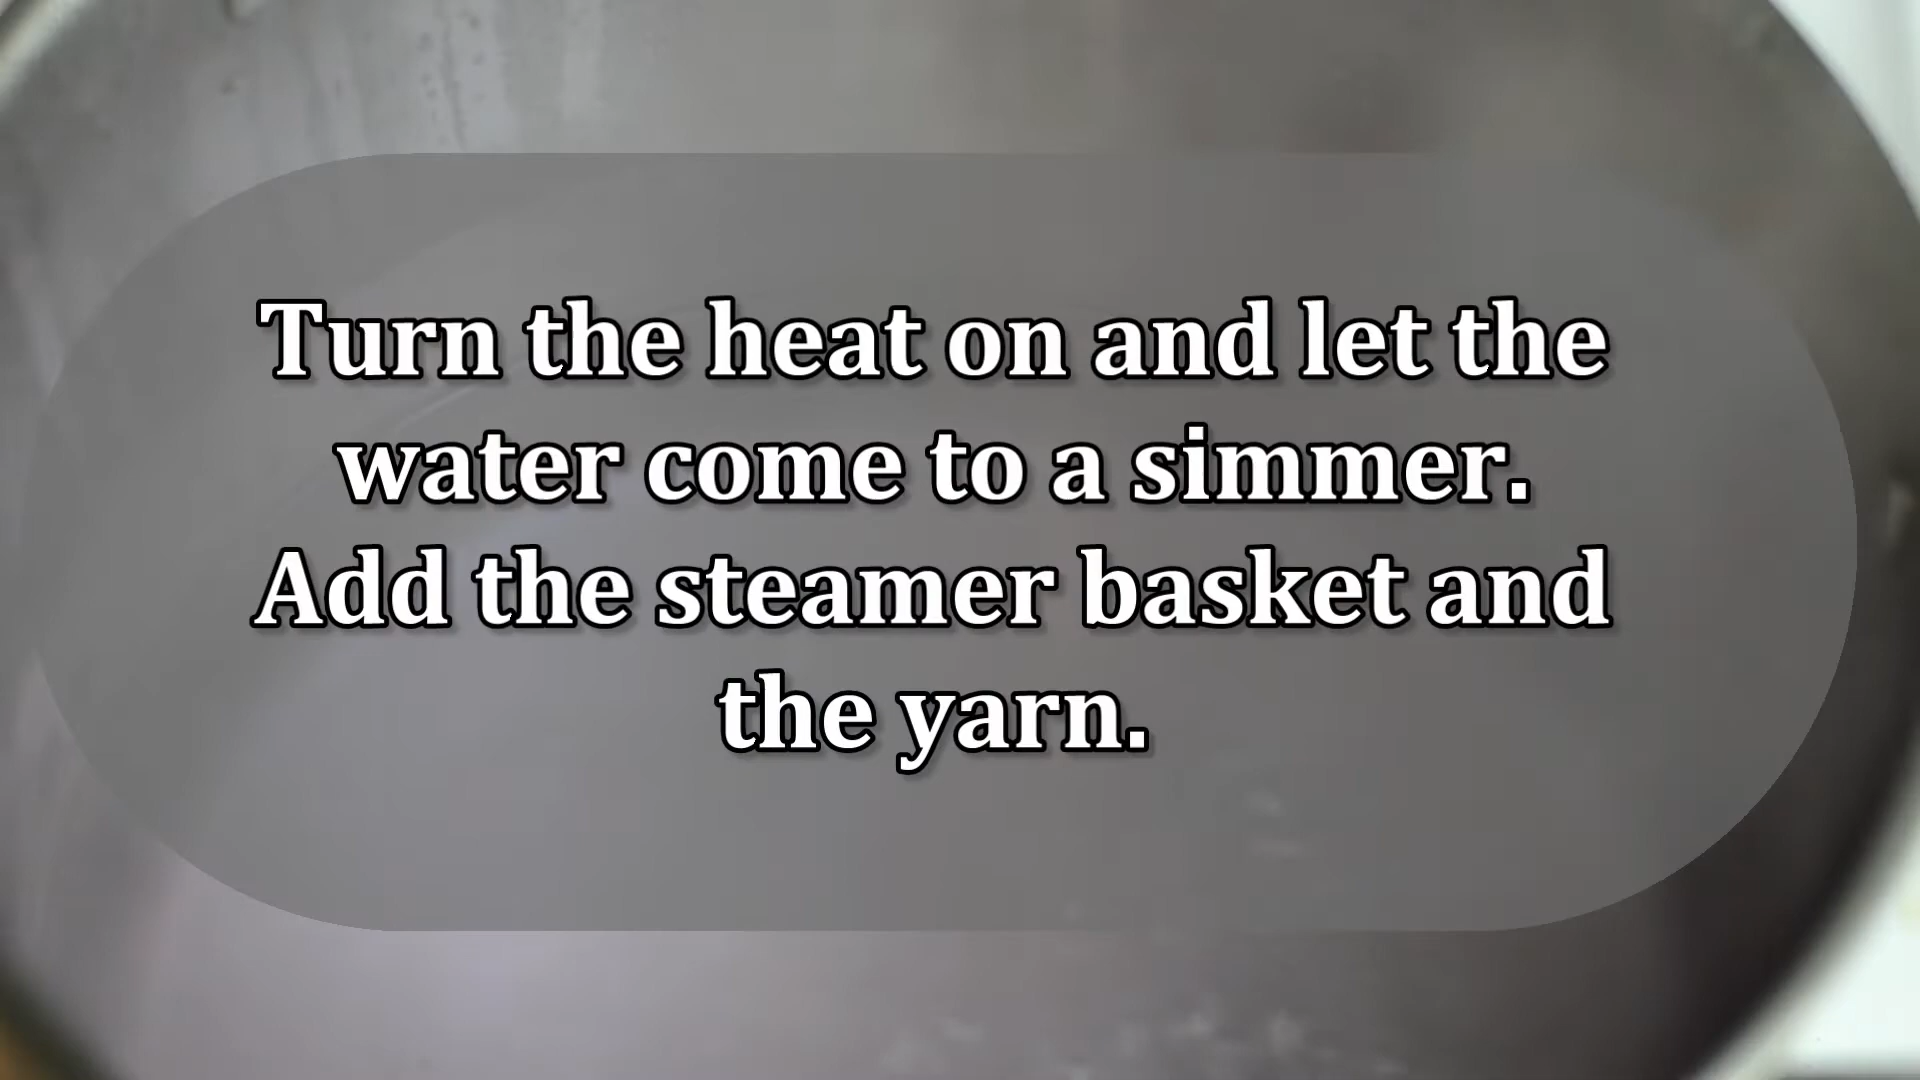 Turn the heat on and let the
water come to a simmer.
Add the steamer basket and
the yarn.